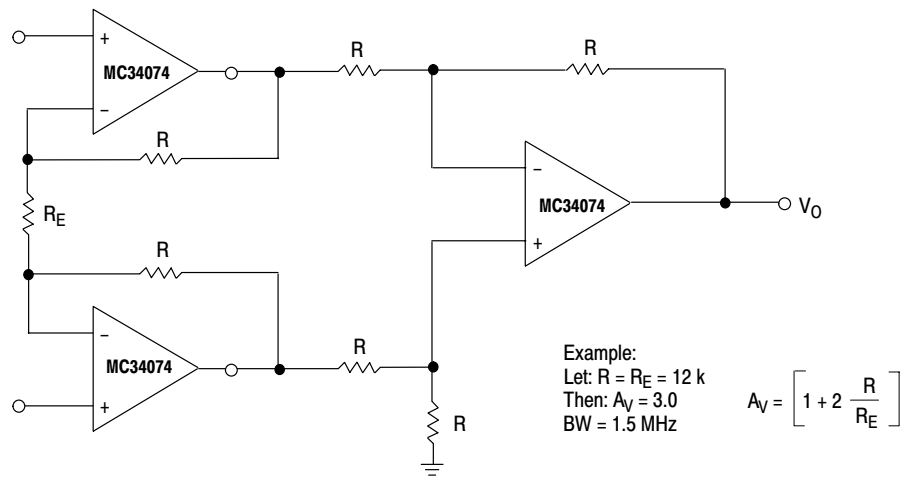 R
R
+
MC34074
−
R
R
−
MC34074
+
V_O
R_E
R
−
MC34074
+
R
R
Example:
Let: R = R_E = 12 k
Then: A_V = 3.0
BW = 1.5 MHz
A_V = [1 + 2 R/R_E]